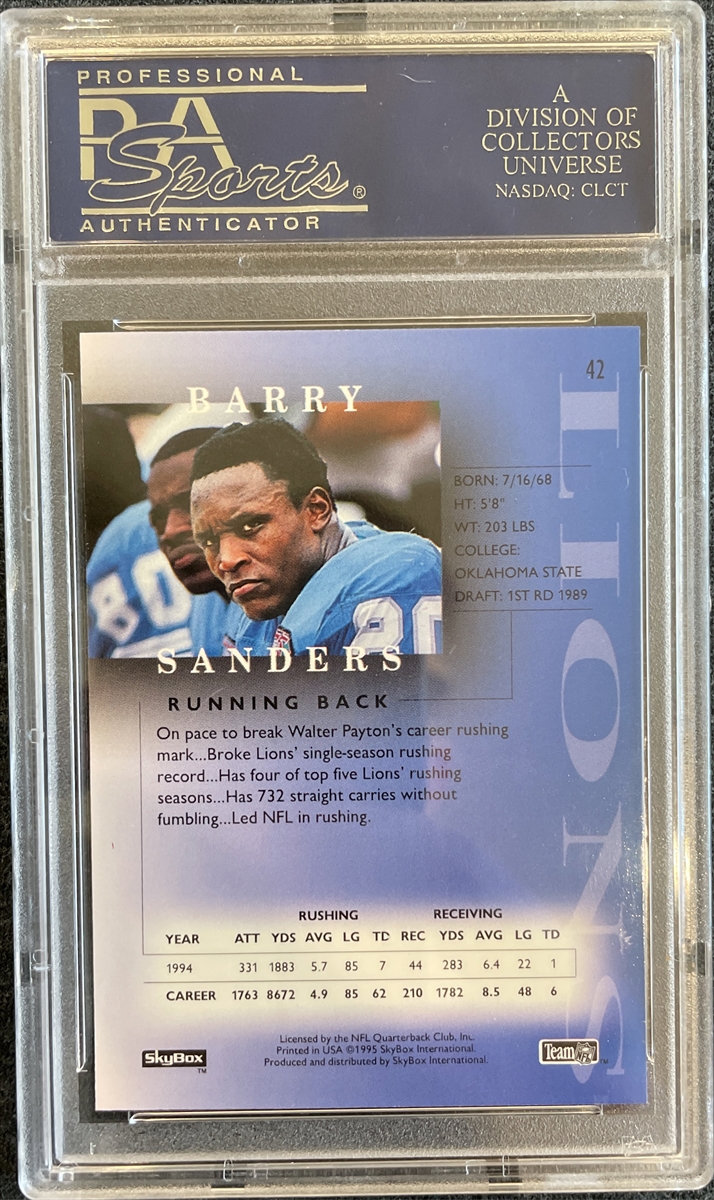 PROFESSIONAL
PSA
Sports®
AUTHENTICATOR
A
DIVISION OF
COLLECTORS
UNIVERSE
NASDAQ: CLCT
42
BARRY
BORN: 7/16/68
HT: 5'8"
WT: 203 LBS
COLLEGE:
OKLAHOMA STATE
DRAFT: 1ST RD 1989
80
20
SANDERS
RUNNING BACK
LIONS
On pace to break Walter Payton's career rushing
mark...Broke Lions' single-season rushing
record...Has four of top five Lions' rushing
seasons...Has 732 straight carries without
fumbling...Led NFL in rushing.
RUSHING RECEIVING
YEAR ATT YDS AVG LG TD REC YDS AVG LG TD
1994 331 1883 5.7 85 7 44 283 6.4 22 1
CAREER 1763 8672 4.9 85 62 210 1782 8.5 48 6
Licensed by the NFL Quarterback Club, Inc.
Printed in USA ©1995 SkyBox International.
Produced and distributed by SkyBox International.
SkyBox
TM
Team NFL
TM